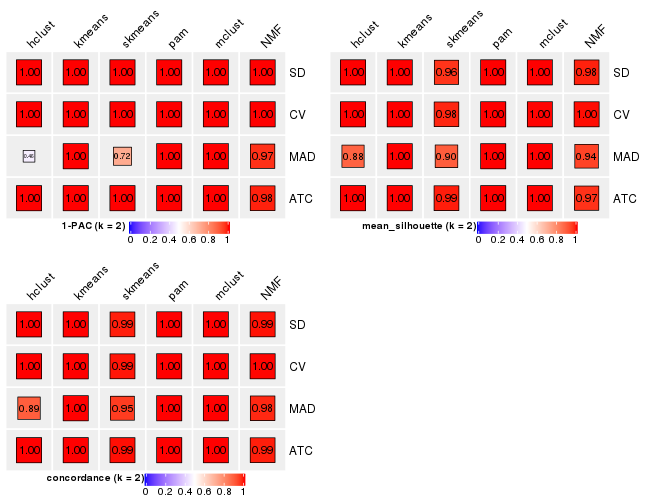 hclust kmeans skmeans pam mclust NMF
1.00 1.00 1.00 1.00 1.00 1.00 SD
1.00 1.00 1.00 1.00 1.00 1.00 CV
1.00 0.72 1.00 1.00 0.97 MAD
1.00 1.00 1.00 1.00 1.00 0.98 ATC
1-PAC (k = 2)
0 0.2 0.4 0.6 0.8 1
hclust kmeans skmeans pam mclust NMF
1.00 1.00 0.96 1.00 1.00 0.98 SD
1.00 1.00 0.98 1.00 1.00 1.00 CV
0.88 1.00 0.90 1.00 1.00 0.94 MAD
1.00 1.00 0.99 1.00 1.00 0.97 ATC
mean_silhouette (k = 2)
0 0.2 0.4 0.6 0.8 1
hclust kmeans skmeans pam mclust NMF
1.00 1.00 0.99 1.00 1.00 0.99 SD
1.00 1.00 0.99 1.00 1.00 1.00 CV
0.89 1.00 0.95 1.00 1.00 0.98 MAD
1.00 1.00 0.99 1.00 1.00 0.99 ATC
concordance (k = 2)
0 0.2 0.4 0.6 0.8 1